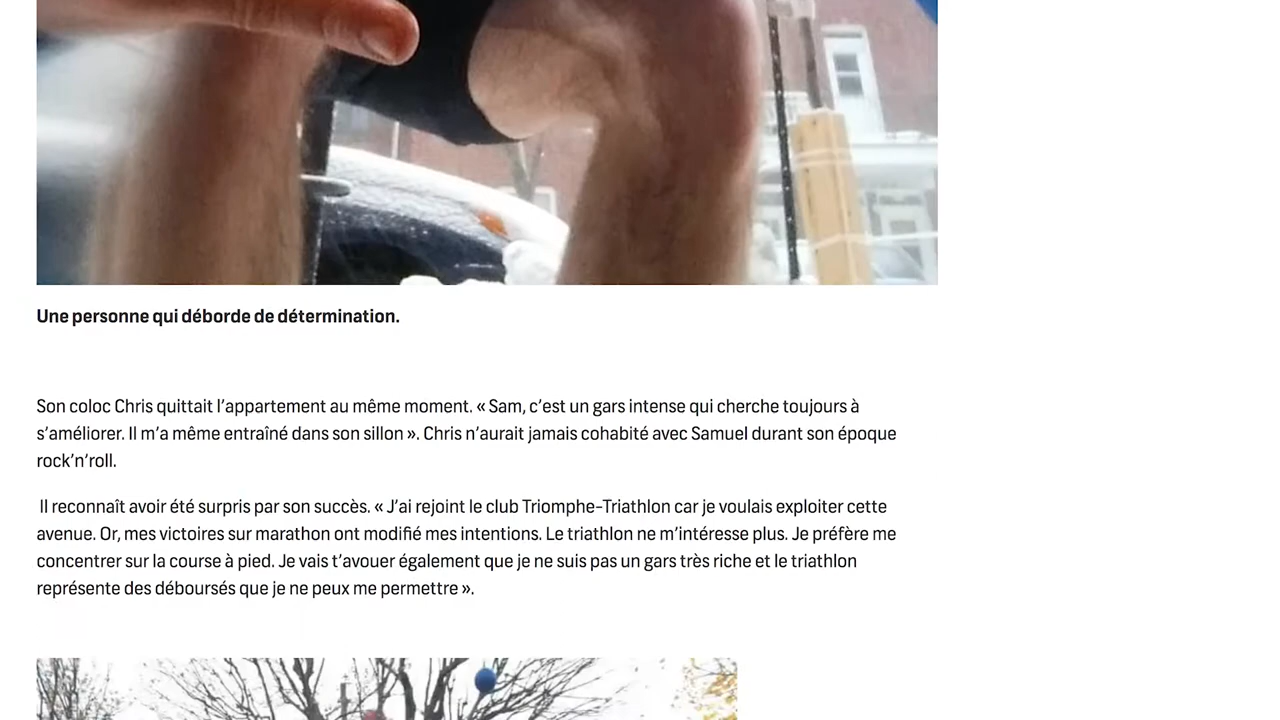 Une personne qui déborde de détermination.
Son coloc Chris quittait l’appartement au même moment. « Sam, c’est un gars intense qui cherche toujours à
s’améliorer. Il m’a même entraîné dans son sillon ». Chris n’aurait jamais cohabité avec Samuel durant son époque
rock’n’roll.
Il reconnaît avoir été surpris par son succès. « J’ai rejoint le club Triomphe-Triathlon car je voulais exploiter cette
avenue. Or, mes victoires sur marathon ont modifié mes intentions. Le triathlon ne m’intéresse plus. Je préfère me
concentrer sur la course à pied. Je vais t’avouer également que je ne suis pas un gars très riche et le triathlon
représente des déboursés que je ne peux me permettre ».